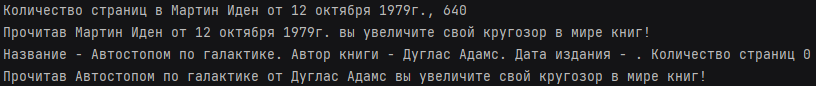 Количество страниц в Мартин Иден от 12 октября 1979г., 640
Прочитав Мартин Иден от 12 октября 1979г. вы увеличите свой кругозор в мире книг!
Название - Автостопом по галактике. Автор книги - Дуглас Адамс. Дата издания - . Количество страниц 0
Прочитав Автостопом по галактике от Дуглас Адамс вы увеличите свой кругозор в мире книг!